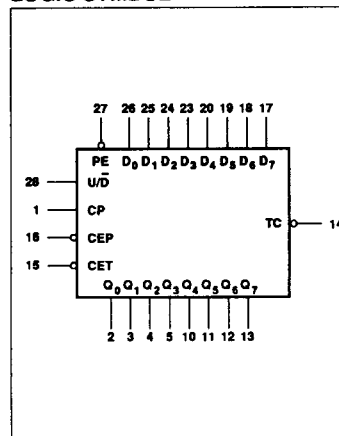 27 26 25 24 23 20 19 18 17
PE D0 D1 D2 D3 D4 D5 D6 D7
28 U/D̅
1 CP
TC 14
16 CEP
15 CET
Q0 Q1 Q2 Q3 Q4 Q5 Q6 Q7
2 3 4 5 10 11 12 13